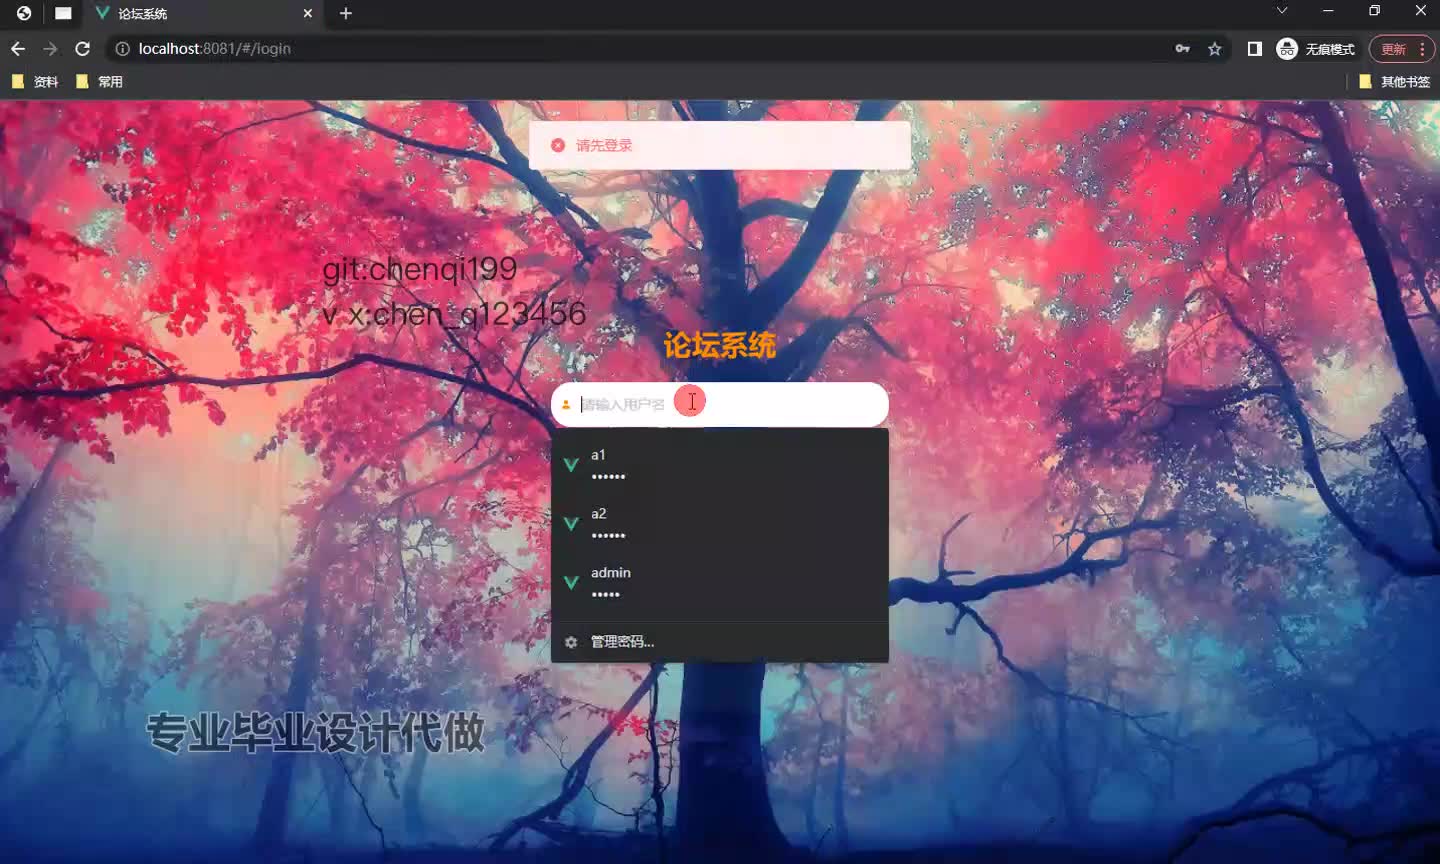 论坛系统
localhost:8081/#/login
无痕模式
更新
资料
常用
其他书签
请先登录
git:chenqi199
v x:chen_q123456
论坛系统
请输入用户名
a1
••••••
a2
••••••
admin
•••••
管理密码...
专业毕业设计代做